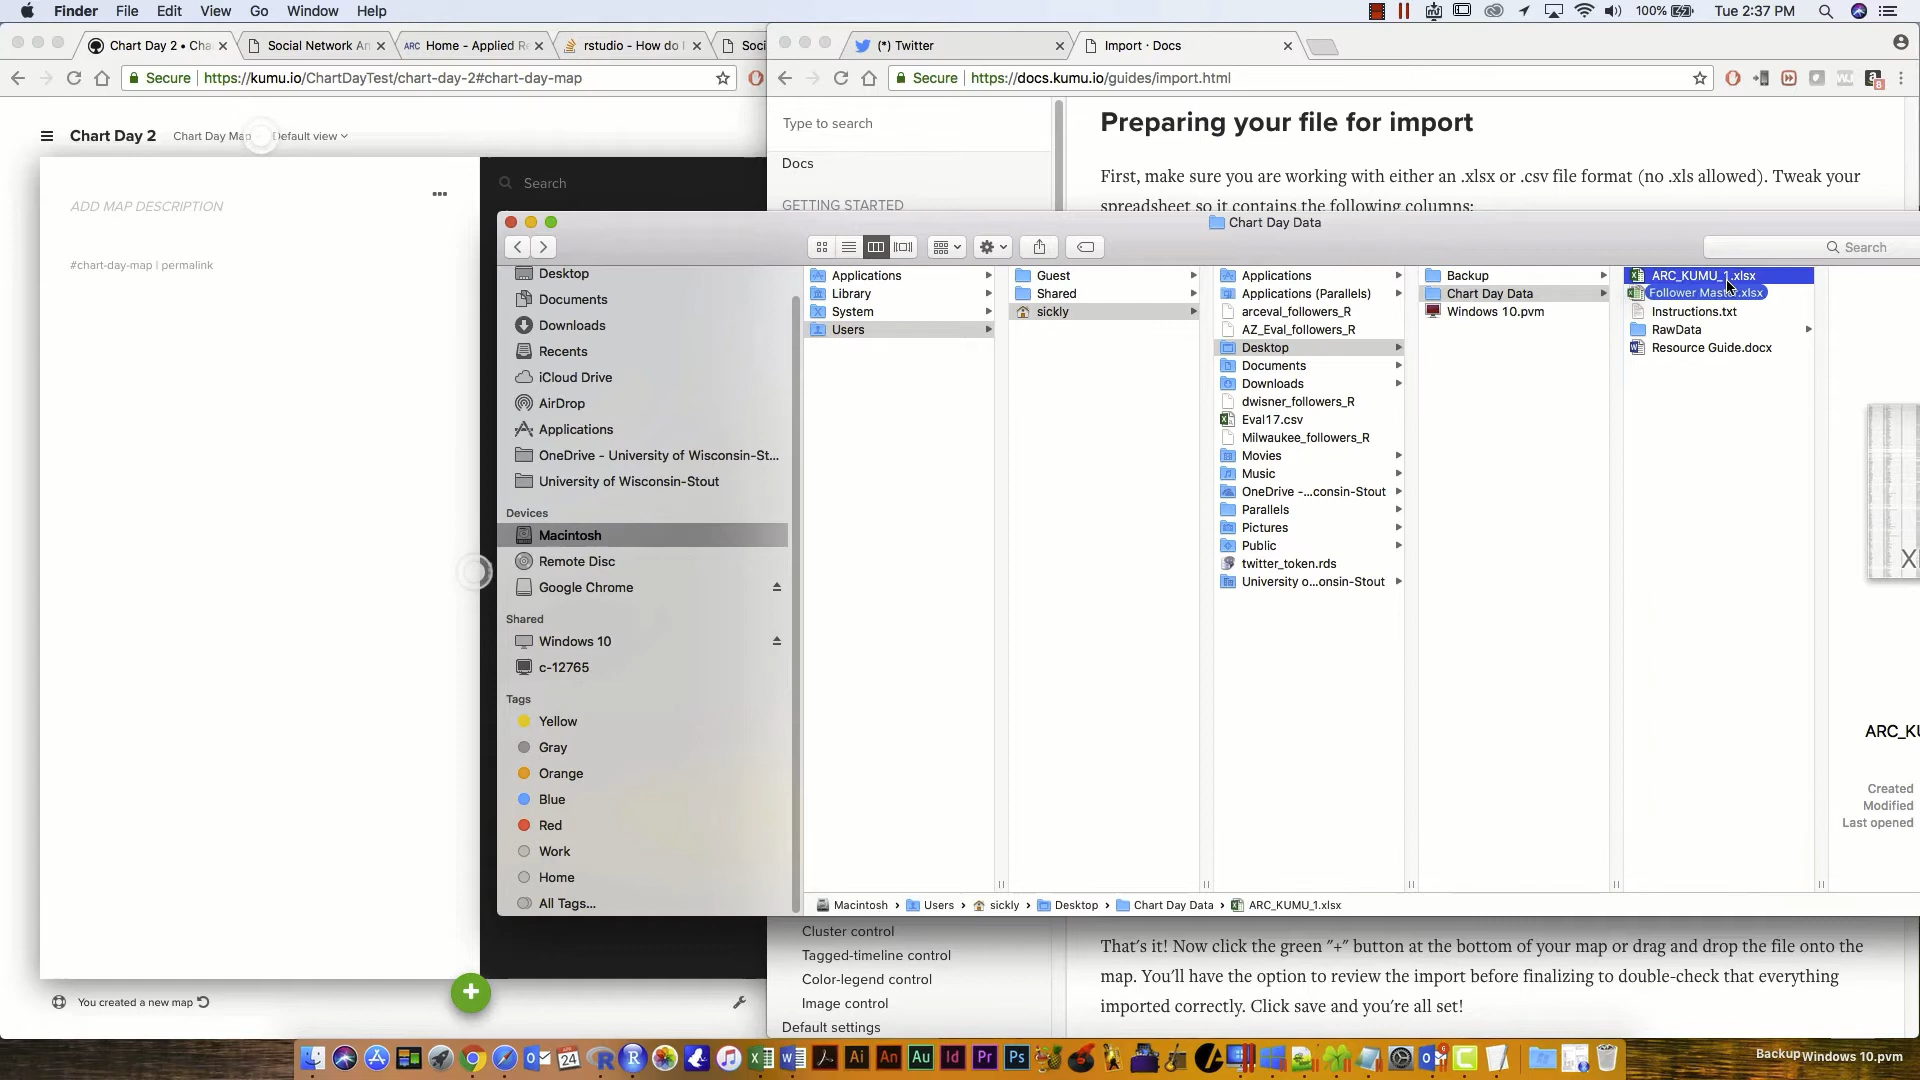 Finder File Edit View Go Window Help
100% Tue 2:37 PM
Chart Day 2 • Cha
Social Network An
ARC Home - Applied Re
rstudio - How do I
Soci
(*) Twitter
Import · Docs
Secure https://kumu.io/ChartDayTest/chart-day-2#chart-day-map
Secure https://docs.kumu.io/guides/import.html
8
Chart Day 2 Chart Day Map Default view
ADD MAP DESCRIPTION
#chart-day-map | permalink
Search
You created a new map
Type to search
Docs
GETTING STARTED
Preparing your file for import
First, make sure you are working with either an .xlsx or .csv file format (no .xls allowed). Tweak your
spreadsheet so it contains the following columns:
Chart Day Data
Search
Desktop
Documents
Downloads
Recents
iCloud Drive
AirDrop
Applications
OneDrive - University of Wisconsin-St...
University of Wisconsin-Stout
Devices
Macintosh
Remote Disc
Google Chrome
Shared
Windows 10
c-12765
Tags
Yellow
Gray
Orange
Blue
Red
Work
Home
All Tags...
Applications
Library
System
Users
Guest
Shared
sickly
Applications
Applications (Parallels)
arceval_followers_R
AZ_Eval_followers_R
Desktop
Documents
Downloads
dwisner_followers_R
Eval17.csv
Milwaukee_followers_R
Movies
Music
OneDrive -...consin-Stout
Parallels
Pictures
Public
twitter_token.rds
University o...onsin-Stout
Backup
Chart Day Data
Windows 10.pvm
ARC_KUMU_1.xlsx
Follower Master.xlsx
Instructions.txt
RawData
Resource Guide.docx
ARC_KU
Created
Modified
Last opened
Macintosh › Users › sickly › Desktop › Chart Day Data › ARC_KUMU_1.xlsx
Cluster control
Tagged-timeline control
Color-legend control
Image control
Default settings
That's it! Now click the green "+" button at the bottom of your map or drag and drop the file onto the
map. You'll have the option to review the import before finalizing to double-check that everything
imported correctly. Click save and you're all set!
Backup Windows 10.pvm